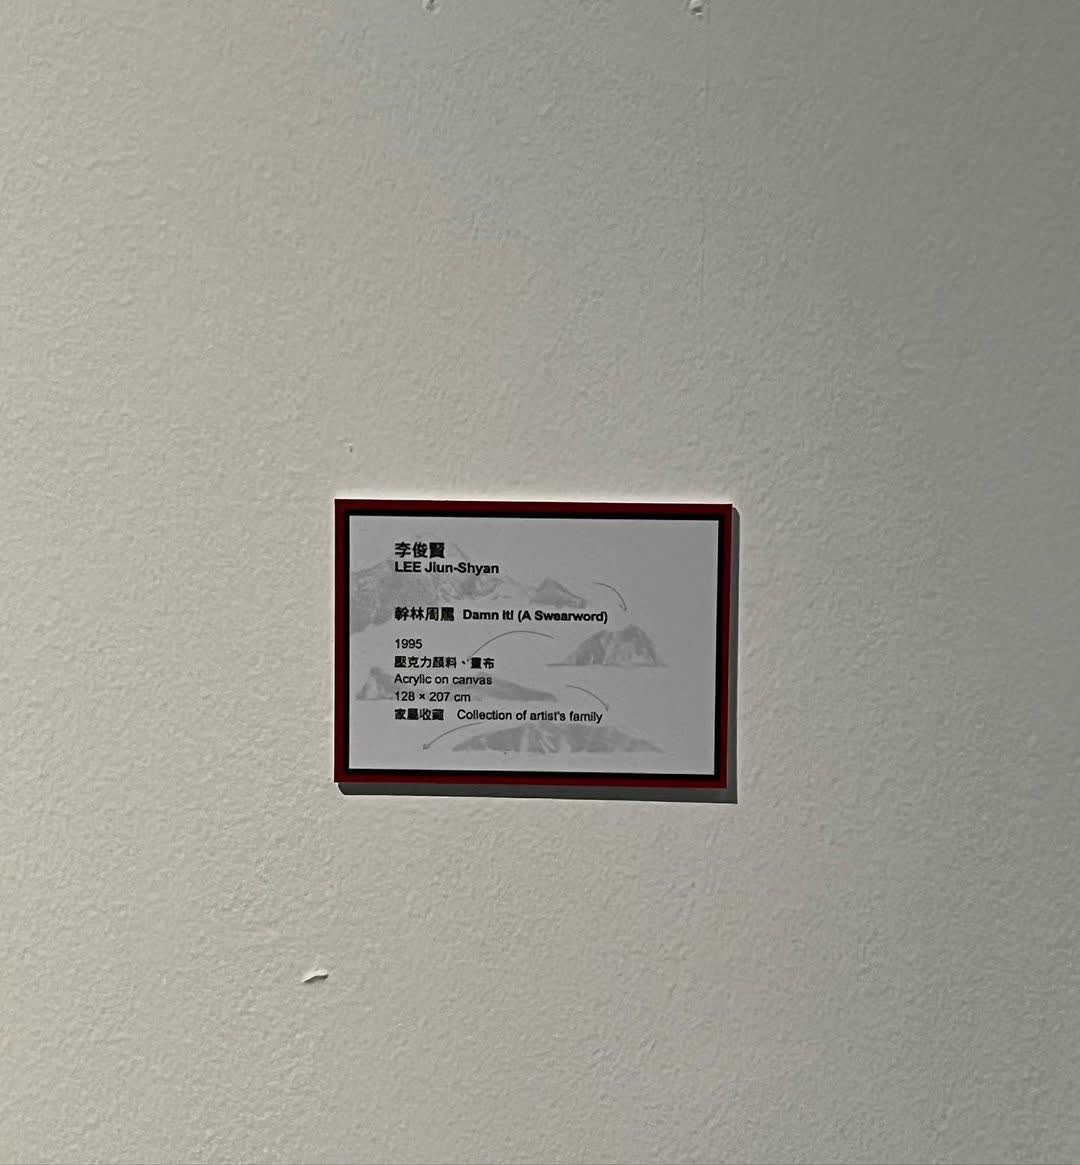 李俊賢
LEE Jiun-Shyan
幹林周罵 Damn it! (A Swearword)
1995
壓克力顏料、畫布
Acrylic on canvas
128 × 207 cm
家屬收藏 Collection of artist's family